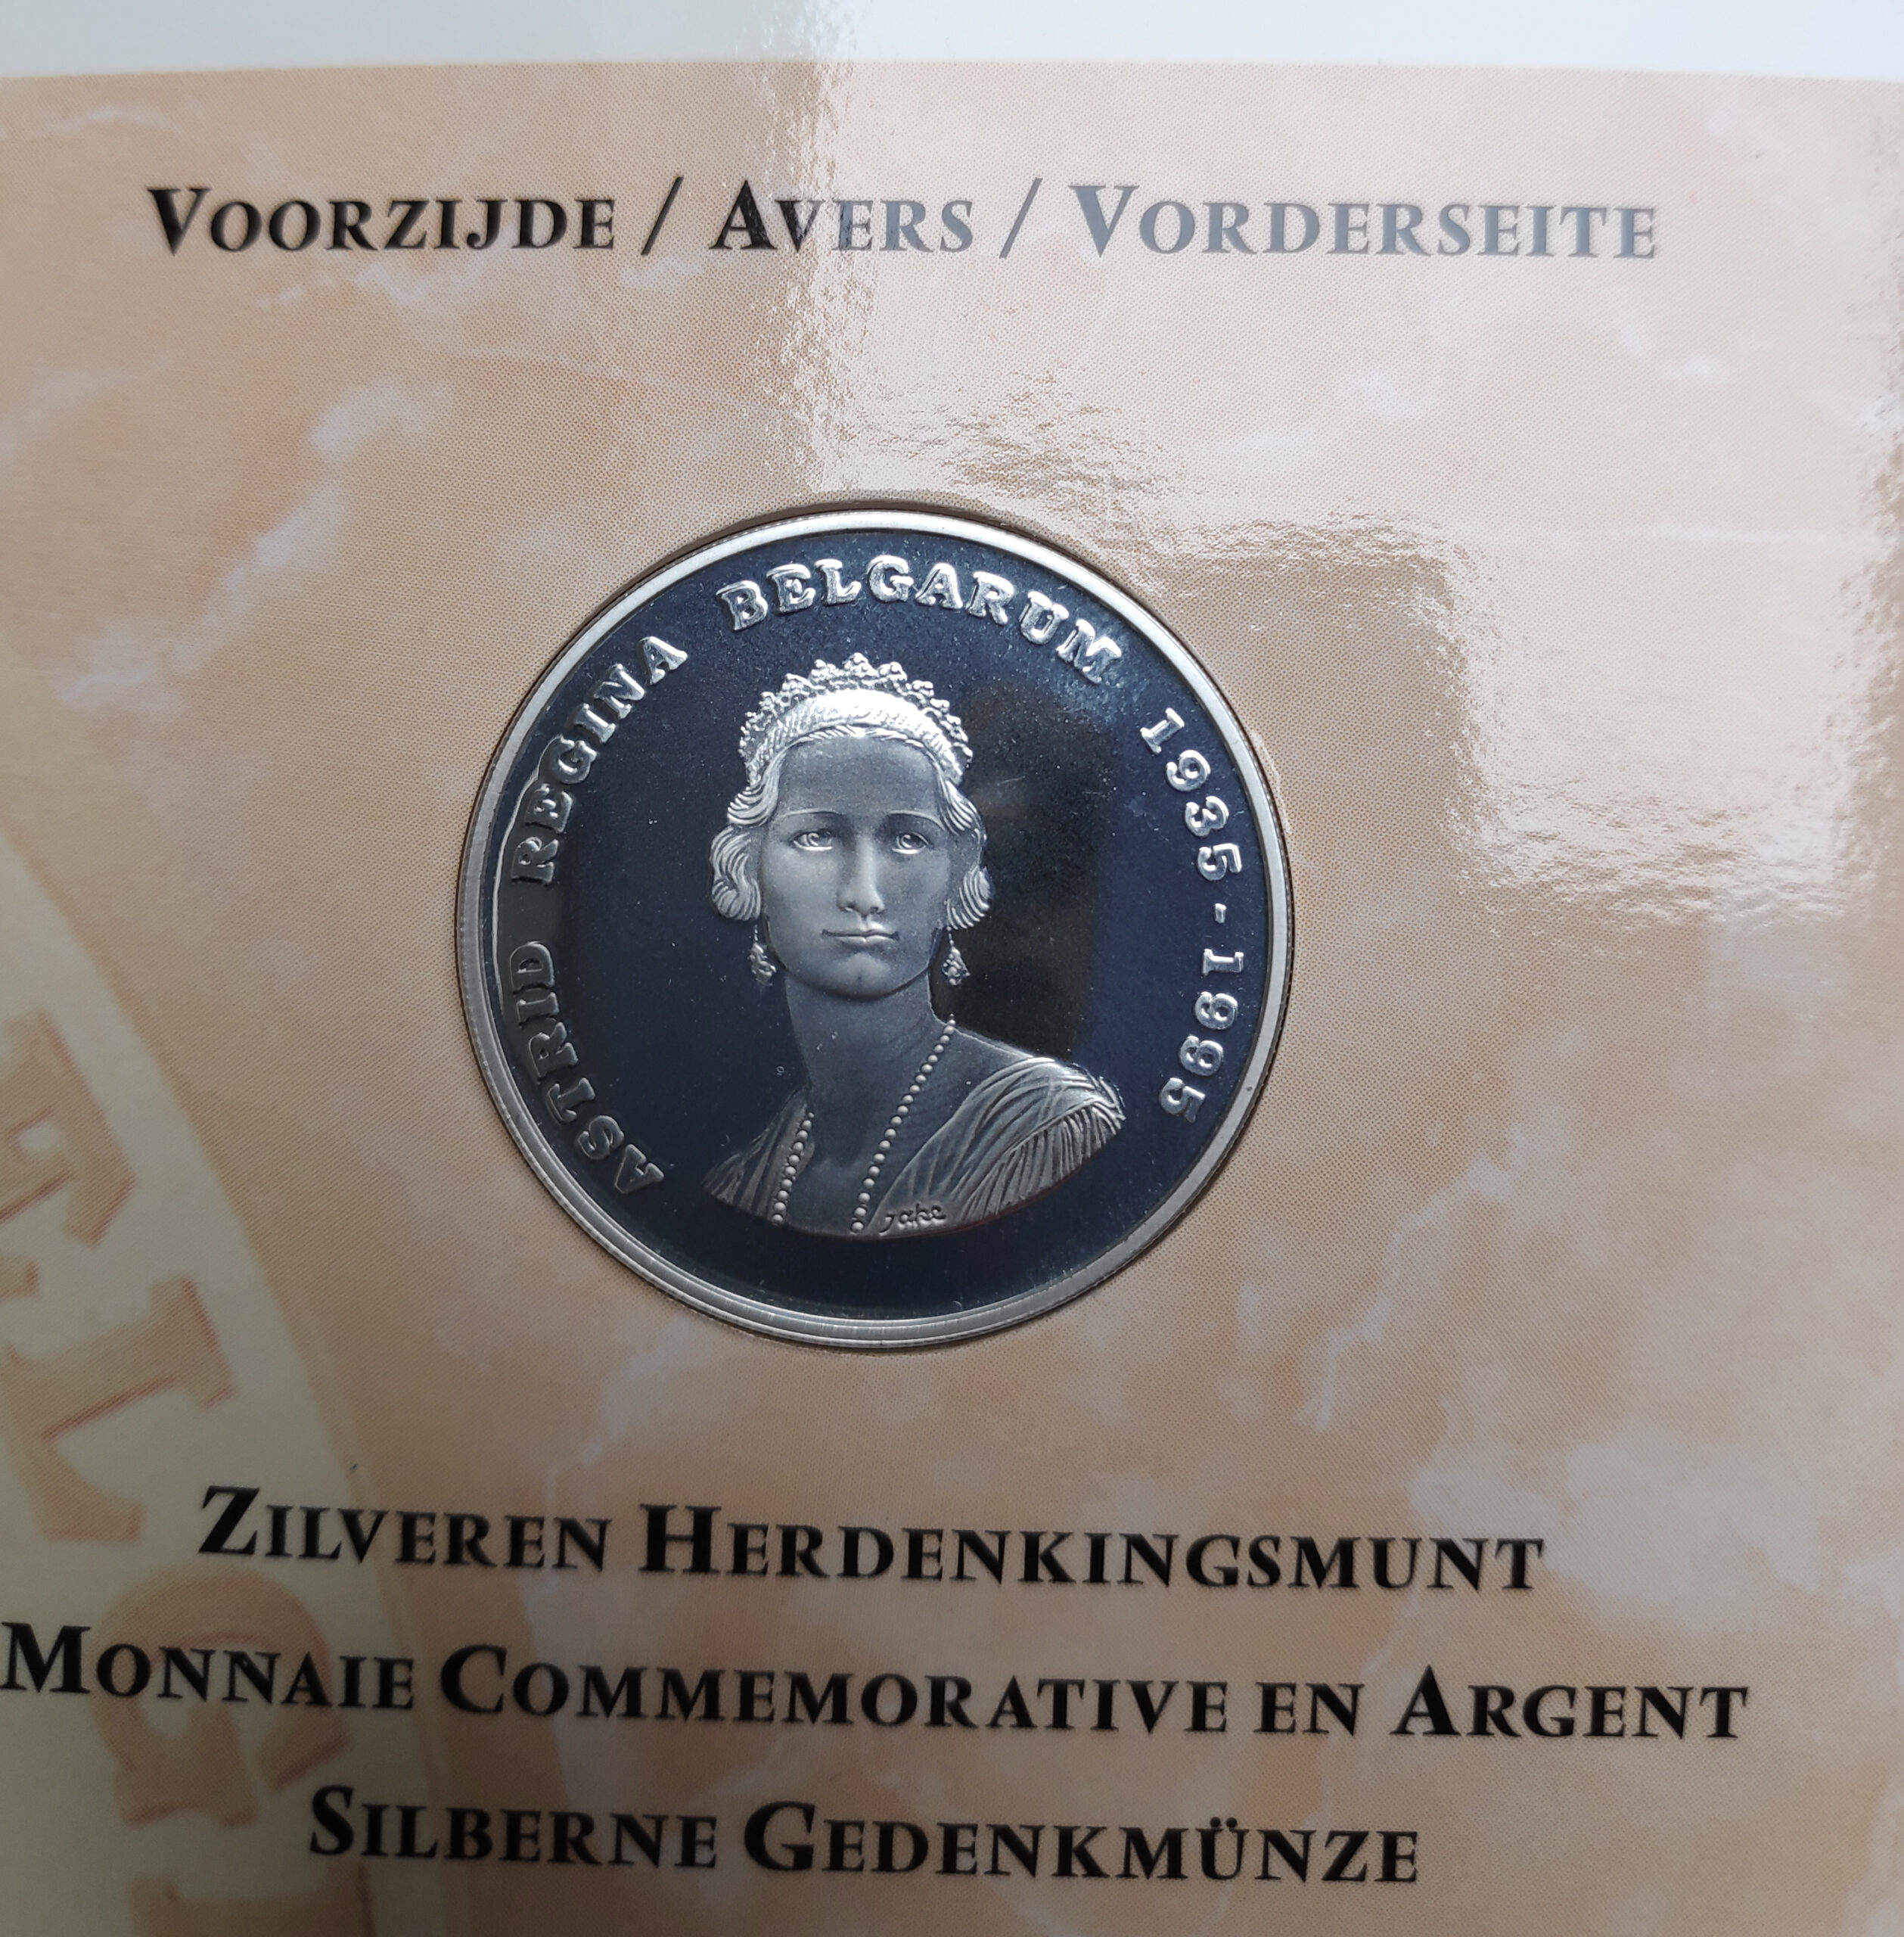 VOORZIJDE / AVERS / VORDERSEITE
ASTRID REGINA BELGARUM 1935-1995
jake
ZILVEREN HERDENKINGSMUNT
MONNAIE COMMEMORATIVE EN ARGENT
SILBERNE GEDENKMÜNZE